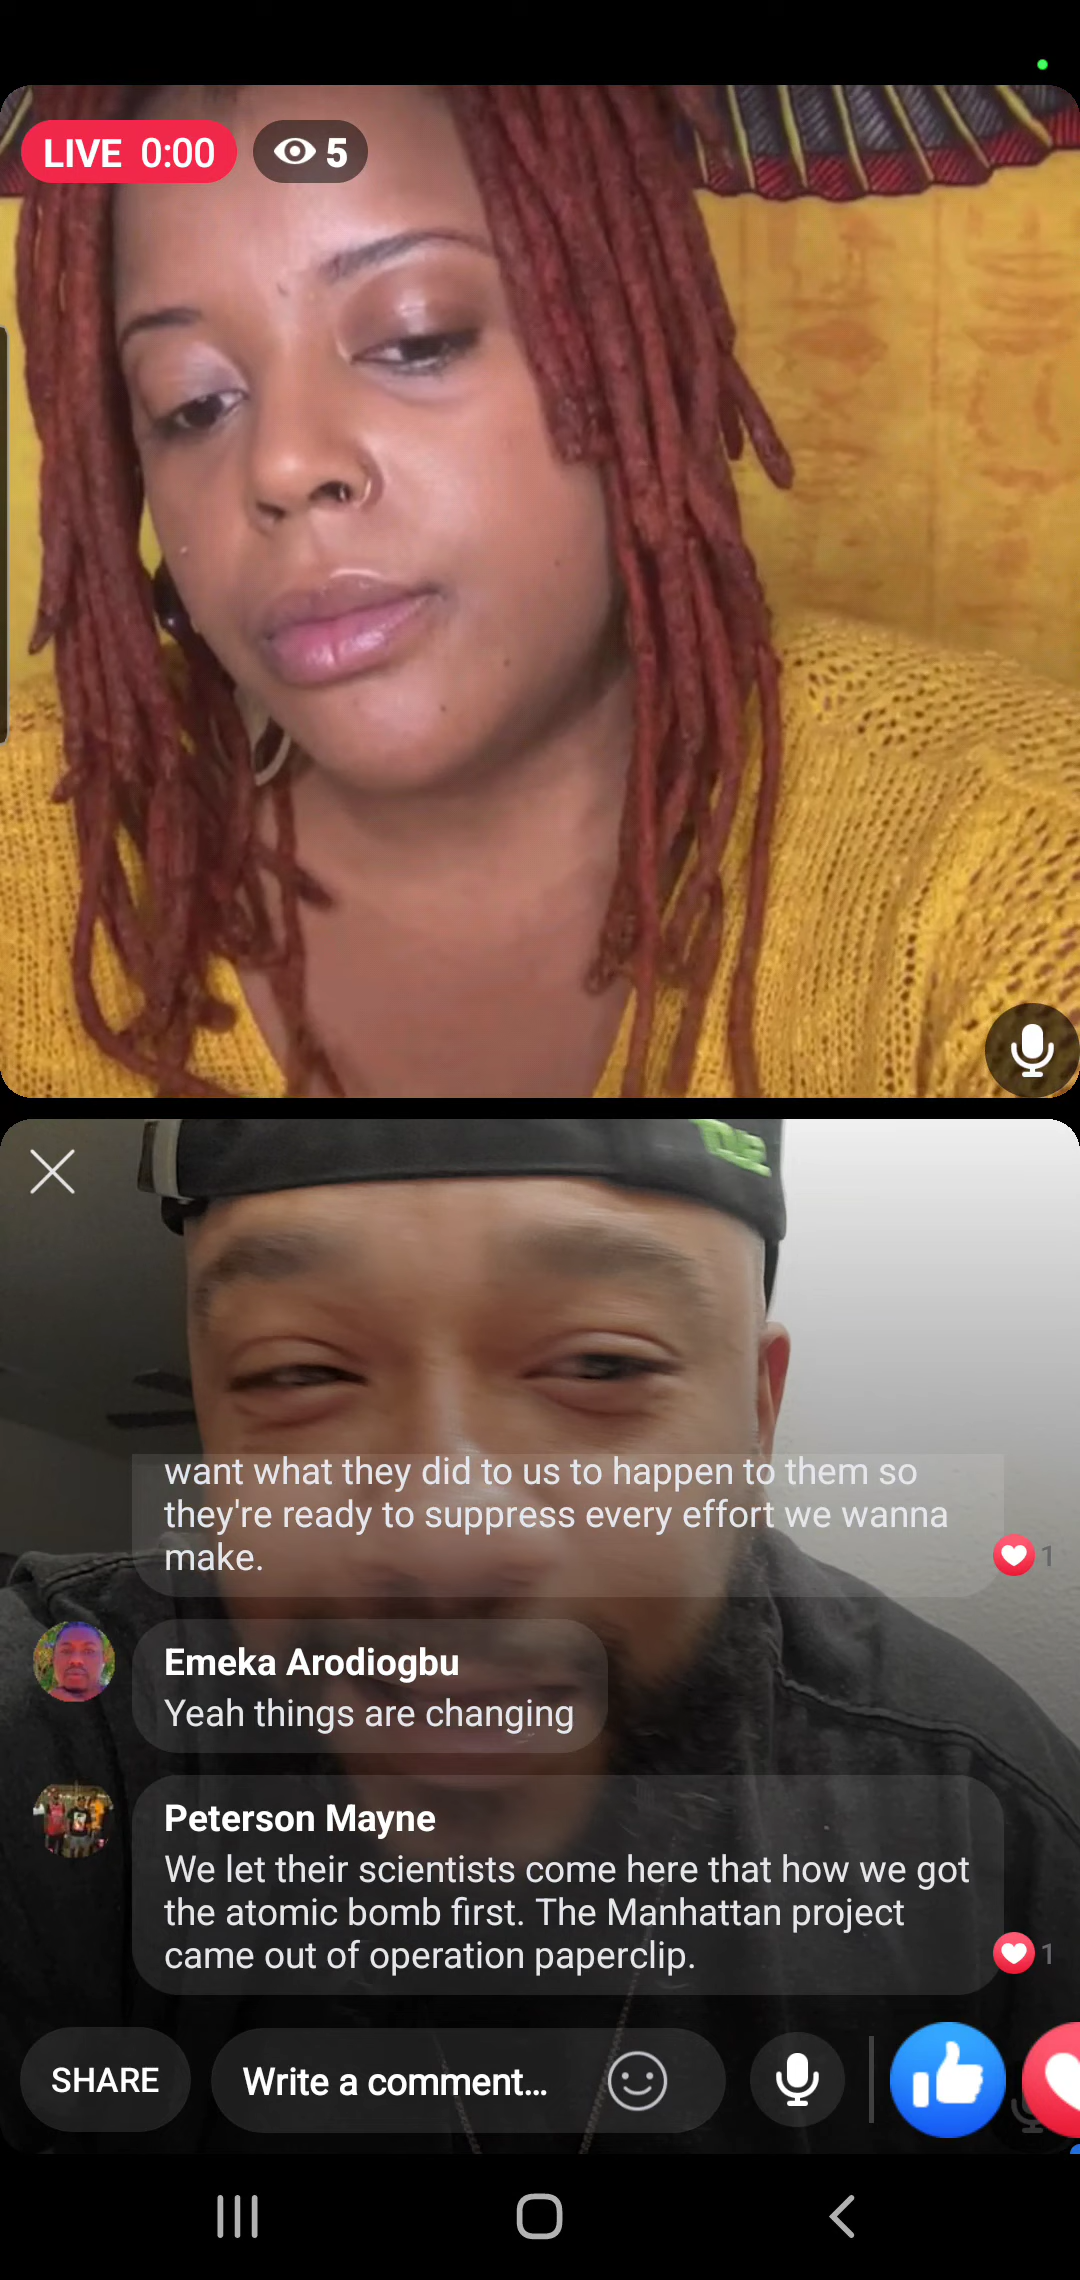 LIVE 0:00 5
want what they did to us to happen to them so
they're ready to suppress every effort we wanna
make.
1
Emeka Arodiogbu
Yeah things are changing
Peterson Mayne
We let their scientists come here that how we got
the atomic bomb first. The Manhattan project
came out of operation paperclip.
1
SHARE Write a comment...